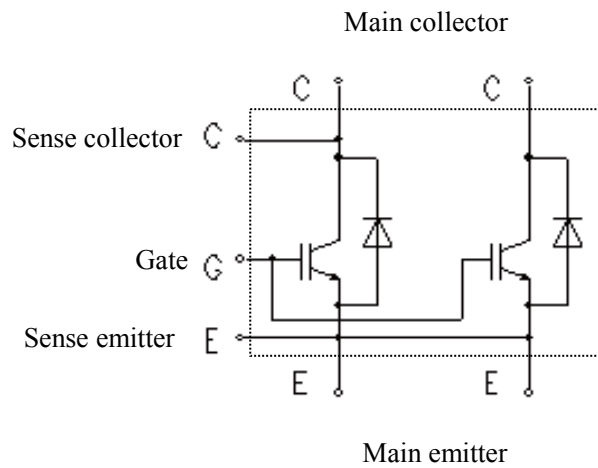 Main collector
C C
Sense collector C
Gate G
Sense emitter E
E E
Main emitter